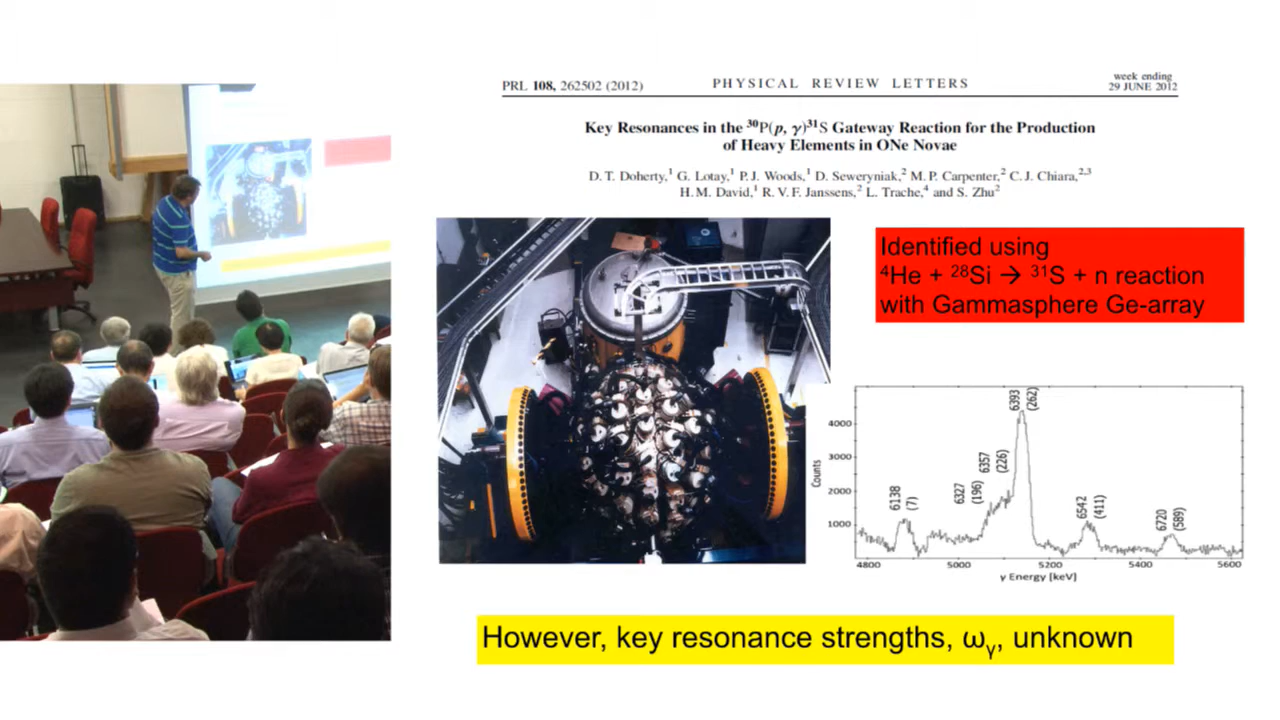 PRL 108, 262502 (2012)
PHYSICAL REVIEW LETTERS
week ending
29 JUNE 2012
Key Resonances in the ³⁰P(p, γ)³¹S Gateway Reaction for the Production
of Heavy Elements in ONe Novae
D. T. Doherty,¹ G. Lotay,¹ P. J. Woods,¹ D. Seweryniak,² M. P. Carpenter,² C. J. Chiara,²,³
H. M. David,¹ R. V. F. Janssens,² L. Trache,⁴ and S. Zhu²
Identified using
⁴He + ²⁸Si → ³¹S + n reaction
with Gammasphere Ge-array
Counts
4000
3000
2000
1000
6138
(7)
6327
(196)
6357
(226)
6393
(262)
6542
(411)
6720
(589)
4800 5000 5200 5400 5600
γ Energy [keV]
However, key resonance strengths, ωγ, unknown